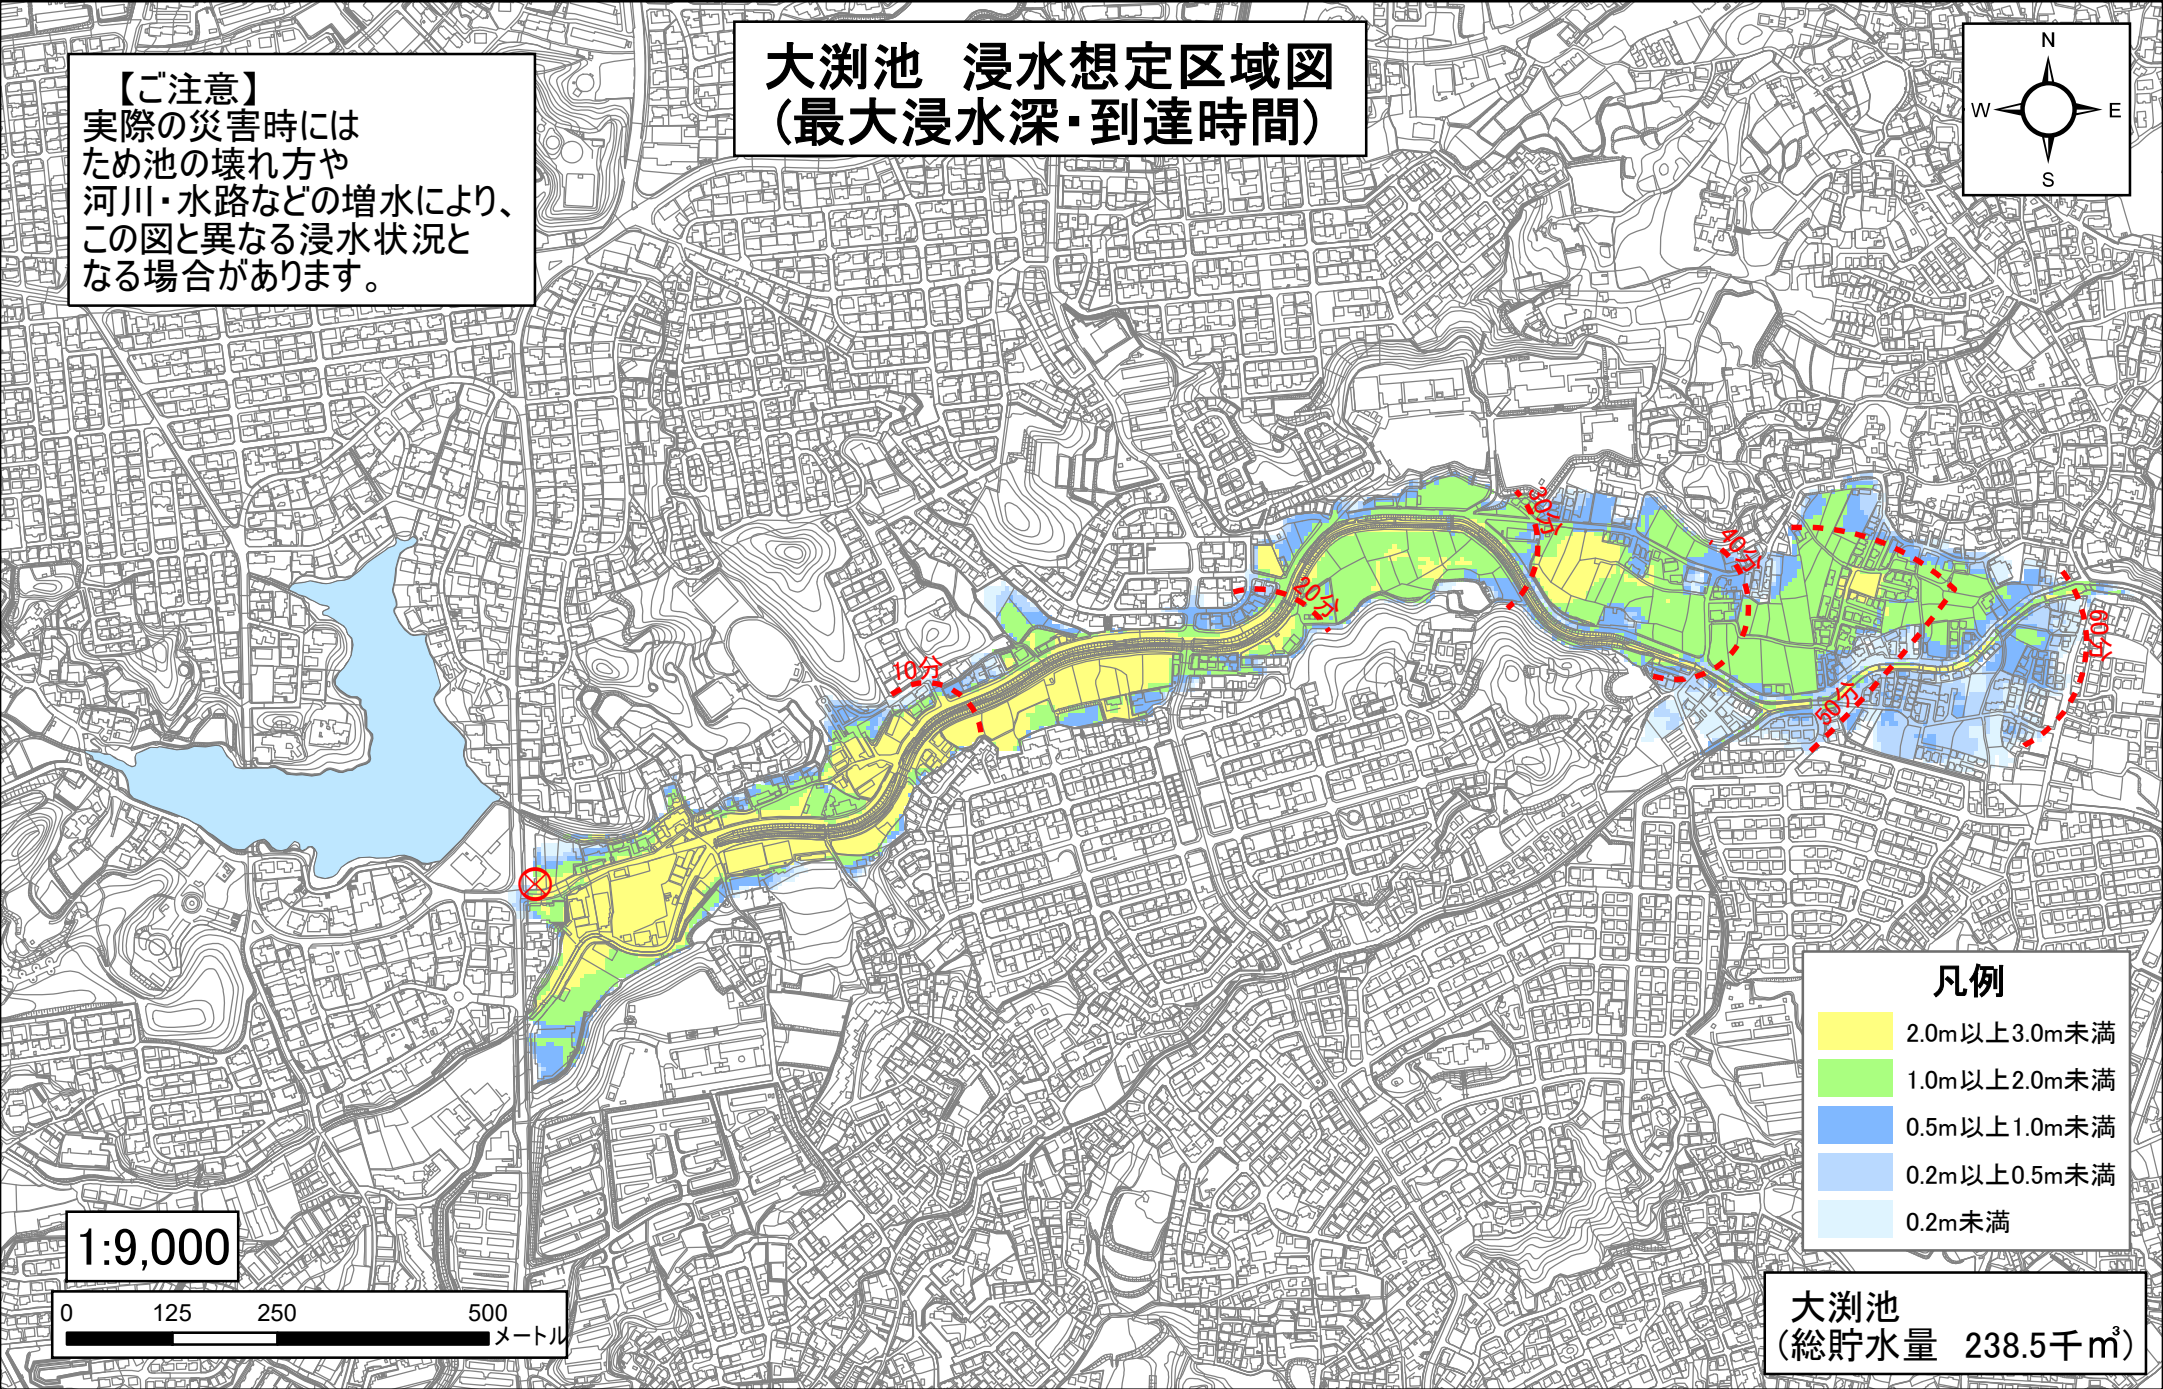 大渕池 浸水想定区域図
(最大浸水深・到達時間)
【ご注意】
実際の災害時には
ため池の壊れ方や
河川・水路などの増水により、
この図と異なる浸水状況と
なる場合があります。
N
W
E
S
10分
20分
30分
40分
50分
60分
凡例
2.0m以上3.0m未満
1.0m以上2.0m未満
0.5m以上1.0m未満
0.2m以上0.5m未満
0.2m未満
1:9,000
0 125 250 500
メートル
大渕池
(総貯水量 238.5千㎥)